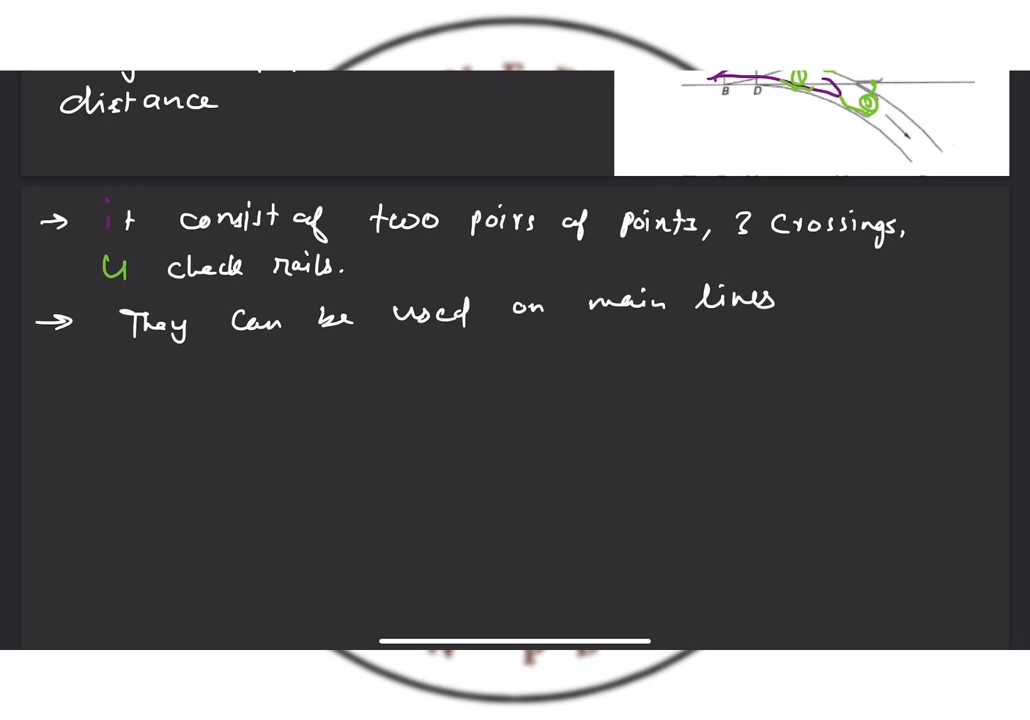 distance
B D
→ it consist of two pairs of points, 3 crossings,
4 check rails.
→ They can be used on main lines